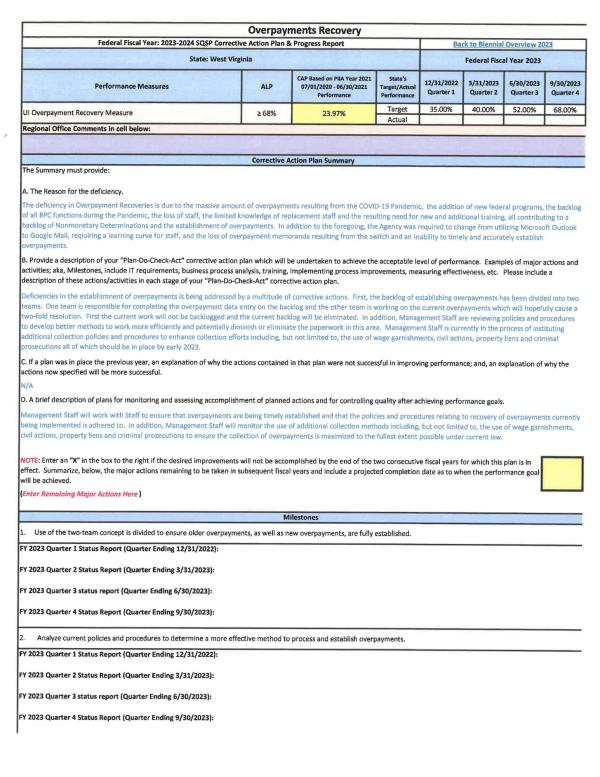 Overpayments Recovery
Federal Fiscal Year: 2023-2024 SQSP Corrective Action Plan & Progress Report
Back to Biennial Overview 2023
State: West Virginia
Federal Fiscal Year 2023
Performance Measures
ALP
CAP Based on PIIA Year 2021
07/01/2020 - 06/30/2021
Performance
State's
Target/Actual
Performance
12/31/2022
Quarter 1
3/31/2023
Quarter 2
6/30/2023
Quarter 3
9/30/2023
Quarter 4
UI Overpayment Recovery Measure
≥ 68%
23.97%
Target
35.00%
40.00%
52.00%
68.00%
Actual
Regional Office Comments in cell below:
Corrective Action Plan Summary
The Summary must provide:
A. The Reason for the deficiency.
The deficiency in Overpayment Recoveries is due to the massive amount of overpayments resulting from the COVID-19 Pandemic, the addition of new federal programs, the backlog
of all BPC functions during the Pandemic, the loss of staff, the limited knowledge of replacement staff and the resulting need for new and additional training, all contributing to a
backlog of Nonmonetary Determinations and the establishment of overpayments. In addition to the foregoing, the Agency was required to change from utilizing Microsoft Outlook
to Google Mail, requiring a learning curve for staff, and the loss of overpayment memoranda resulting from the switch and an inability to timely and accurately establish
overpayments.
B. Provide a description of your "Plan-Do-Check-Act" corrective action plan which will be undertaken to achieve the acceptable level of performance. Examples of major actions and
activities; aka, Milestones, include IT requirements, business process analysis, training, implementing process improvements, measuring effectiveness, etc. Please include a
description of these actions/activities in each stage of your "Plan-Do-Check-Act" corrective action plan.
Deficiencies in the establishment of overpayments is being addressed by a multitude of corrective actions. First, the backlog of establishing overpayments has been divided into two
teams. One team is responsible for completing the overpayment data entry on the backlog and the other team is working on the current overpayments which will hopefully cause a
two-fold resolution. First the current work will not be backlogged and the current backlog will be eliminated. In addition, Management Staff are reviewing policies and procedures
to develop better methods to work more efficiently and potentially diminish or eliminate the paperwork in this area. Management Staff is currently in the process of instituting
additional collection policies and procedures to enhance collection efforts including, but not limited to, the use of wage garnishments, civil actions, property liens and criminal
prosecutions all of which should be in place by early 2023.
C. If a plan was in place the previous year, an explanation of why the actions contained in that plan were not successful in improving performance; and, an explanation of why the
actions now specified will be more successful.
N/A
D. A brief description of plans for monitoring and assessing accomplishment of planned actions and for controlling quality after achieving performance goals.
Management Staff will work with Staff to ensure that overpayments are being timely established and that the policies and procedures relating to recovery of overpayments currently
being implemented is adhered to. In addition, Management Staff will monitor the use of additional collection methods including, but not limited to, the use of wage garnishments,
civil actions, property liens and criminal prosecutions to ensure the collection of overpayments is maximized to the fullest extent possible under current law.
NOTE: Enter an "X" in the box to the right if the desired improvements will not be accomplished by the end of the two consecutive fiscal years for which this plan is in
effect. Summarize, below, the major actions remaining to be taken in subsequent fiscal years and include a projected completion date as to when the performance goal
will be achieved.
(Enter Remaining Major Actions Here)
Milestones
1. Use of the two-team concept is divided to ensure older overpayments, as well as new overpayments, are fully established.
FY 2023 Quarter 1 Status Report (Quarter Ending 12/31/2022):
FY 2023 Quarter 2 Status Report (Quarter Ending 3/31/2023):
FY 2023 Quarter 3 status report (Quarter Ending 6/30/2023):
FY 2023 Quarter 4 Status Report (Quarter Ending 9/30/2023):
2. Analyze current policies and procedures to determine a more effective method to process and establish overpayments.
FY 2023 Quarter 1 Status Report (Quarter Ending 12/31/2022):
FY 2023 Quarter 2 Status Report (Quarter Ending 3/31/2023):
FY 2023 Quarter 3 status report (Quarter Ending 6/30/2023):
FY 2023 Quarter 4 Status Report (Quarter Ending 9/30/2023):